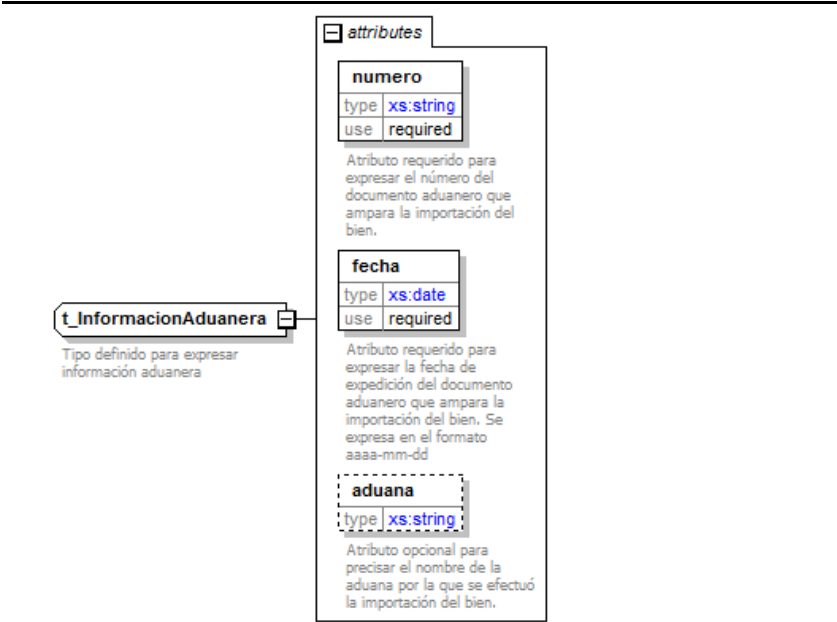 attributes
numero
type xs:string
use required
Atributo requerido para
expresar el número del
documento aduanero que
ampara la importación del
bien.
fecha
type xs:date
use required
Atributo requerido para
expresar la fecha de
expedición del documento
aduanero que ampara la
importación del bien. Se
expresa en el formato
aaaa-mm-dd
aduana
type xs:string
Atributo opcional para
precisar el nombre de la
aduana por la que se efectuó
la importación del bien.
t_InformacionAduanera
Tipo definido para expresar
información aduanera